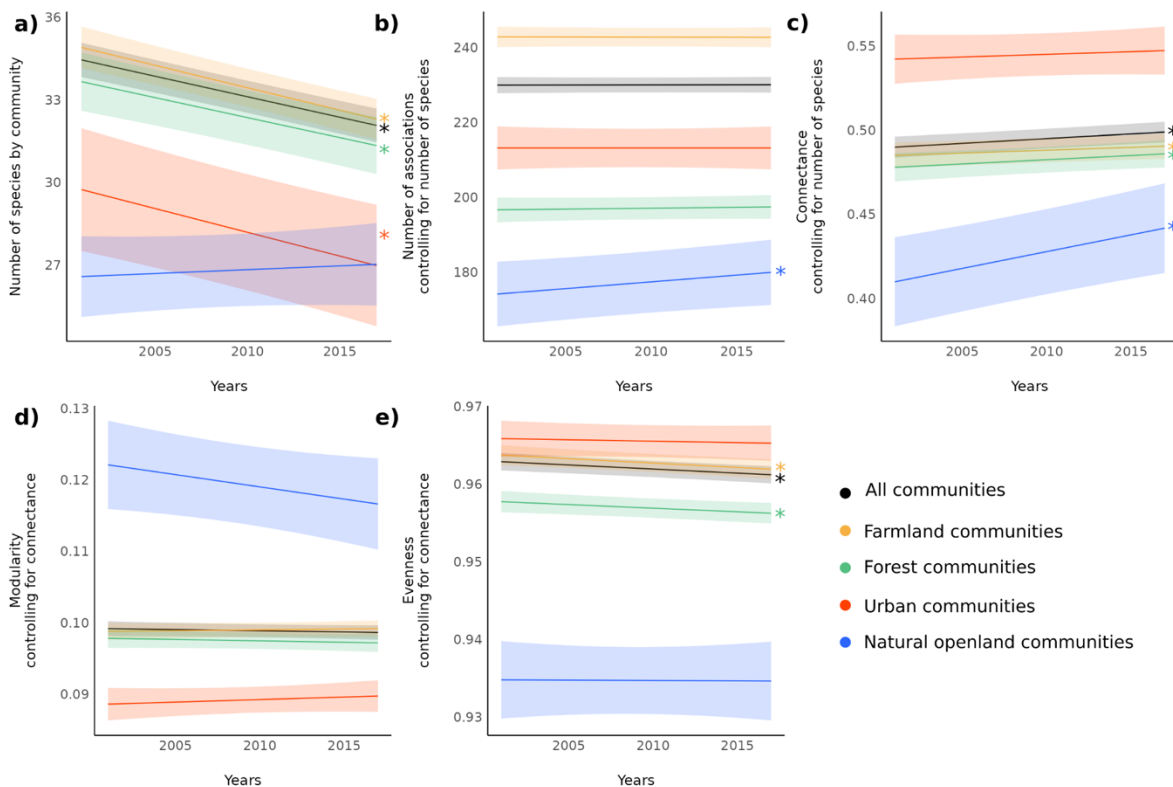 a)
Number of species by community
36
33
30
27
2005 2010 2015
Years
*
*
*
*
b)
Number of associations
controlling for number of species
240
220
200
180
2005 2010 2015
Years
*
c)
Connectance
controlling for number of species
0.55
0.50
0.45
0.40
2005 2010 2015
Years
*
*
*
*
d)
Modularity
controlling for connectance
0.13
0.12
0.11
0.10
0.09
2005 2010 2015
Years
e)
Evenness
controlling for connectance
0.97
0.96
0.95
0.94
0.93
2005 2010 2015
Years
*
*
*
All communities
Farmland communities
Forest communities
Urban communities
Natural openland communities